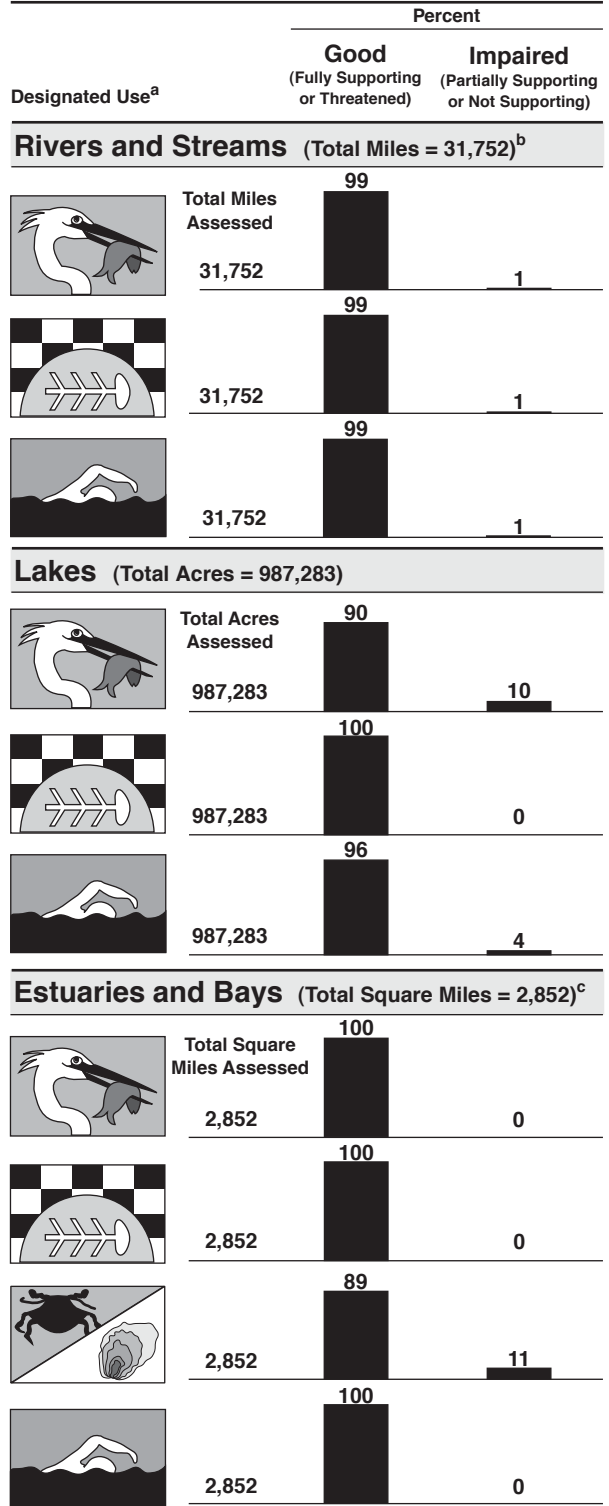 Percent
Designated Use^a
Good
(Fully Supporting
or Threatened)
Impaired
(Partially Supporting
or Not Supporting)
Rivers and Streams (Total Miles = 31,752)^b
Total Miles
Assessed
99
31,752
1
99
31,752
1
99
31,752
1
Lakes (Total Acres = 987,283)
Total Acres
Assessed
90
987,283
10
100
987,283
0
96
987,283
4
Estuaries and Bays (Total Square Miles = 2,852)^c
Total Square
Miles Assessed
100
2,852
0
100
2,852
0
89
2,852
11
100
2,852
0